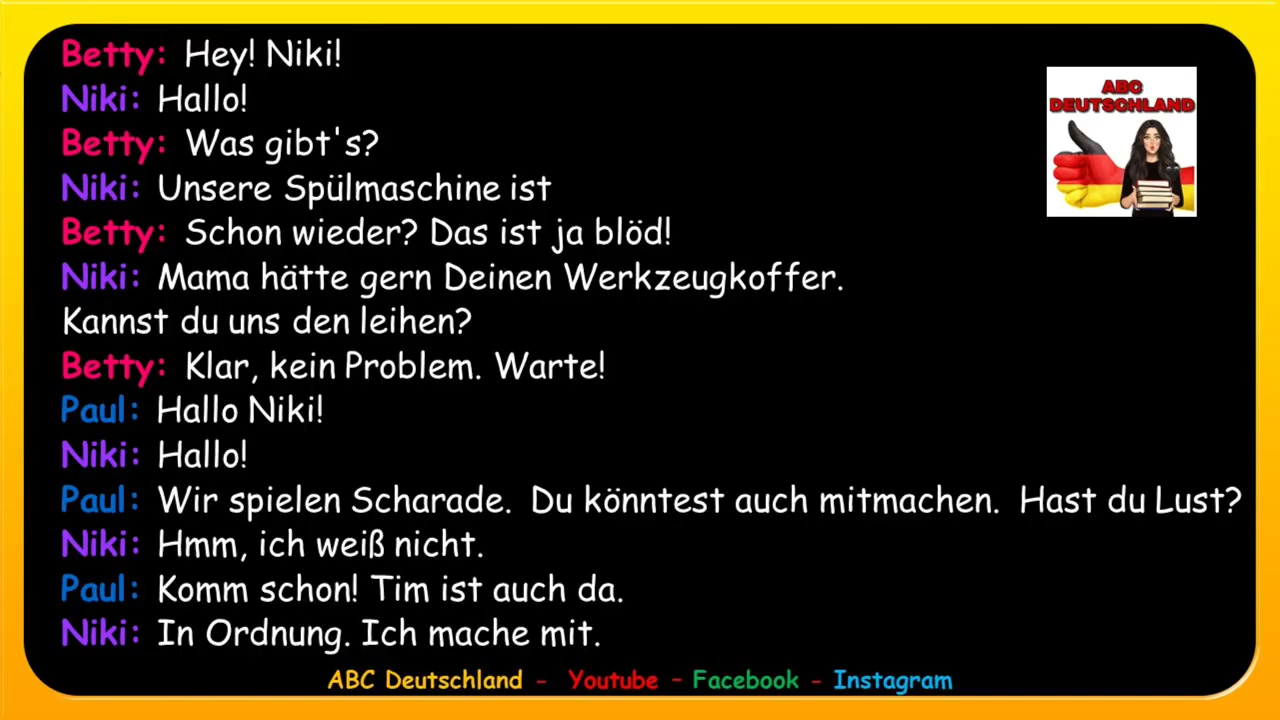 Betty: Hey! Niki!
Niki: Hallo!
Betty: Was gibt's?
Niki: Unsere Spülmaschine ist
Betty: Schon wieder? Das ist ja blöd!
Niki: Mama hätte gern Deinen Werkzeugkoffer.
Kannst du uns den leihen?
Betty: Klar, kein Problem. Warte!
Paul: Hallo Niki!
Niki: Hallo!
Paul: Wir spielen Scharade. Du könntest auch mitmachen. Hast du Lust?
Niki: Hmm, ich weiß nicht.
Paul: Komm schon! Tim ist auch da.
Niki: In Ordnung. Ich mache mit.
ABC
DEUTSCHLAND
ABC Deutschland - Youtube - Facebook - Instagram